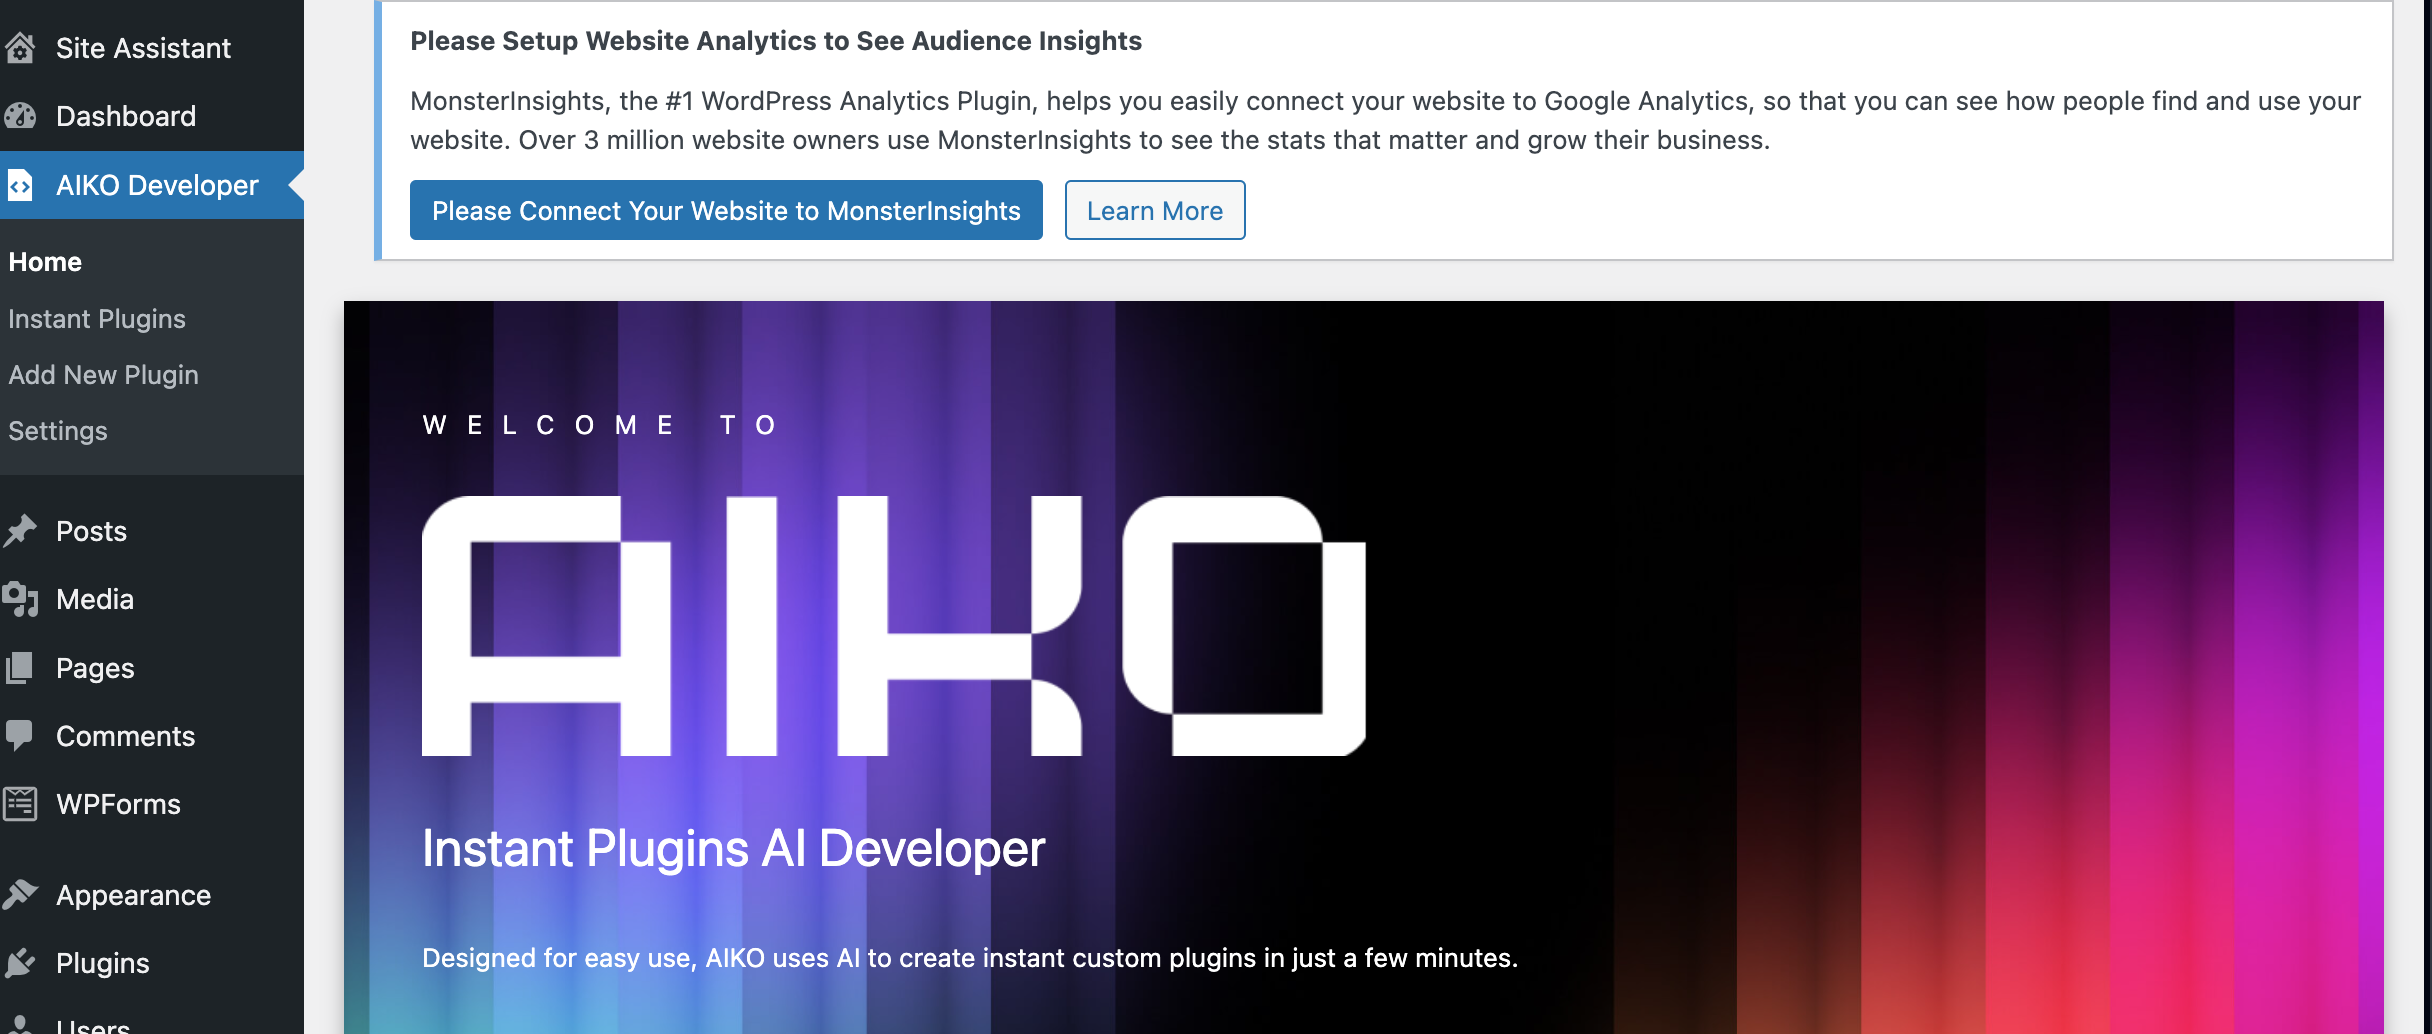 Site Assistant
Dashboard
AIKO Developer
Home
Instant Plugins
Add New Plugin
Settings
Posts
Media
Pages
Comments
WPForms
Appearance
Plugins
Users
Please Setup Website Analytics to See Audience Insights
MonsterInsights, the #1 WordPress Analytics Plugin, helps you easily connect your website to Google Analytics, so that you can see how people find and use your
website. Over 3 million website owners use MonsterInsights to see the stats that matter and grow their business.
Please Connect Your Website to MonsterInsights
Learn More
WELCOME TO
AIKO
Instant Plugins AI Developer
Designed for easy use, AIKO uses AI to create instant custom plugins in just a few minutes.